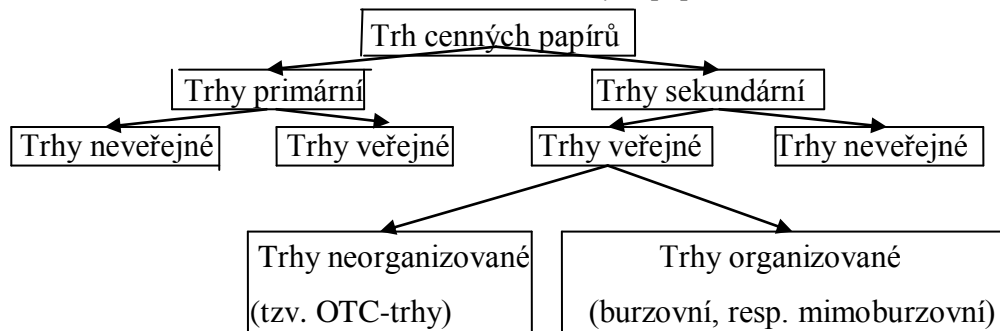 Trh cenných papírů
Trhy primární
Trhy sekundární
Trhy neveřejné
Trhy veřejné
Trhy veřejné
Trhy neveřejné
Trhy neorganizované
(tzv. OTC-trhy)
Trhy organizované
(burzovní, resp. mimoburzovní)